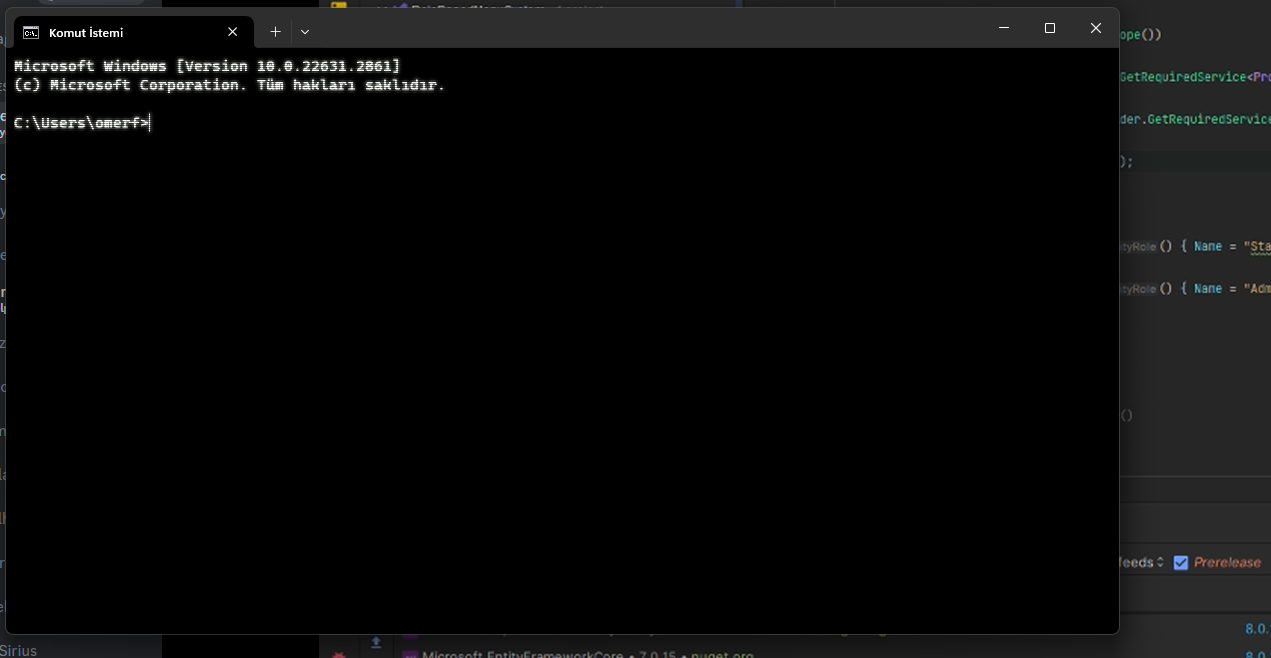 Komut İstemi
Microsoft Windows [Version 10.0.22631.2861]
(c) Microsoft Corporation. Tüm hakları saklıdır.
C:\Users\omerf>
ope())
GetRequiredService<Pro
der.GetRequiredService
);
ityRole() { Name = "Sta
ityRole() { Name = "Adm
()
feeds
Prerelease
8.0.
Microsoft.EntityFrameworkCore • 7.0.15 • nuget.org
8.0.
Sirius